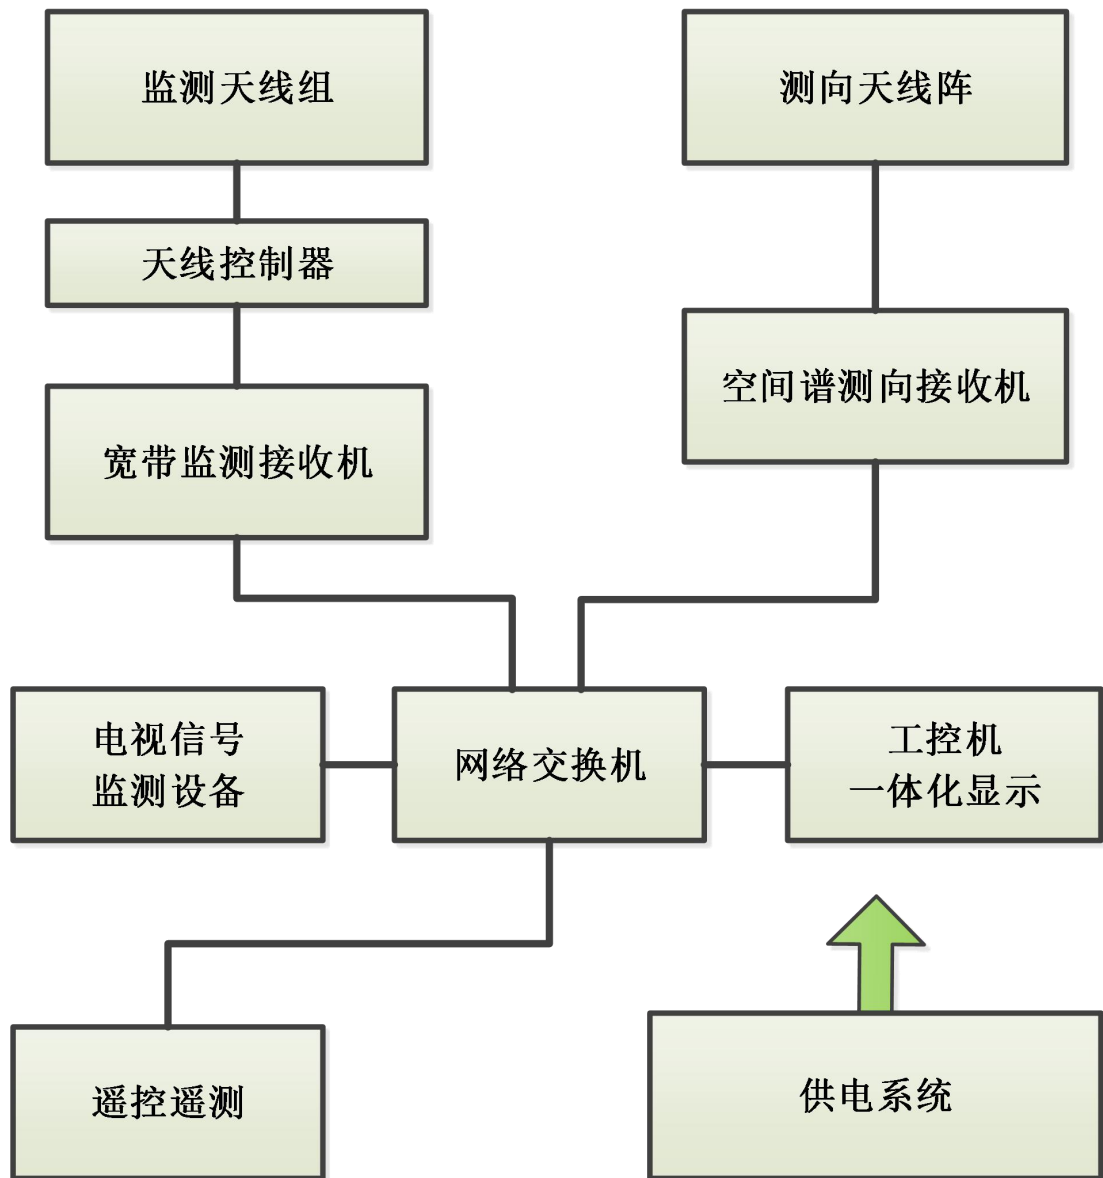 监测天线组
测向天线阵
天线控制器
空间谱测向接收机
宽带监测接收机
电视信号
监测设备
网络交换机
工控机
一体化显示
遥控遥测
供电系统